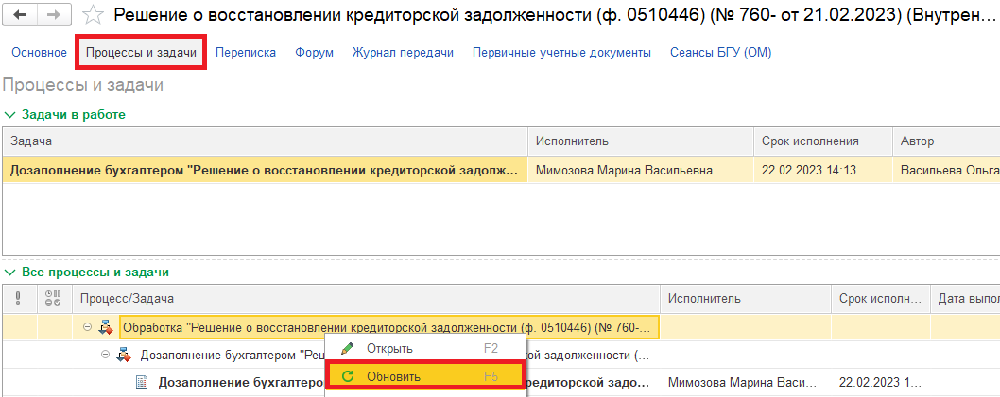 Решение о восстановлении кредиторской задолженности (ф. 0510446) (№ 760- от 21.02.2023) (Внутрен...
Основное Процессы и задачи Переписка Форум Журнал передачи Первичные учетные документы Сеансы БГУ (ОМ)
Процессы и задачи
Задачи в работе
Задача Исполнитель Срок исполнения Автор
Дозаполнение бухгалтером "Решение о восстановлении кредиторской задолж... Мимозова Марина Васильевна 22.02.2023 14:13 Васильева Ольга
Все процессы и задачи
Процесс/Задача Исполнитель Срок исполн... Дата выпол
Обработка "Решение о восстановлении кредиторской задолженности (ф. 0510446) (№ 760-...
Открыть F2
Дозаполнение бухгалтером "Реш ой задолженности (...
Обновить F5
Дозаполнение бухгалтеро редиторской задо... Мимозова Марина Васи... 22.02.2023 1...